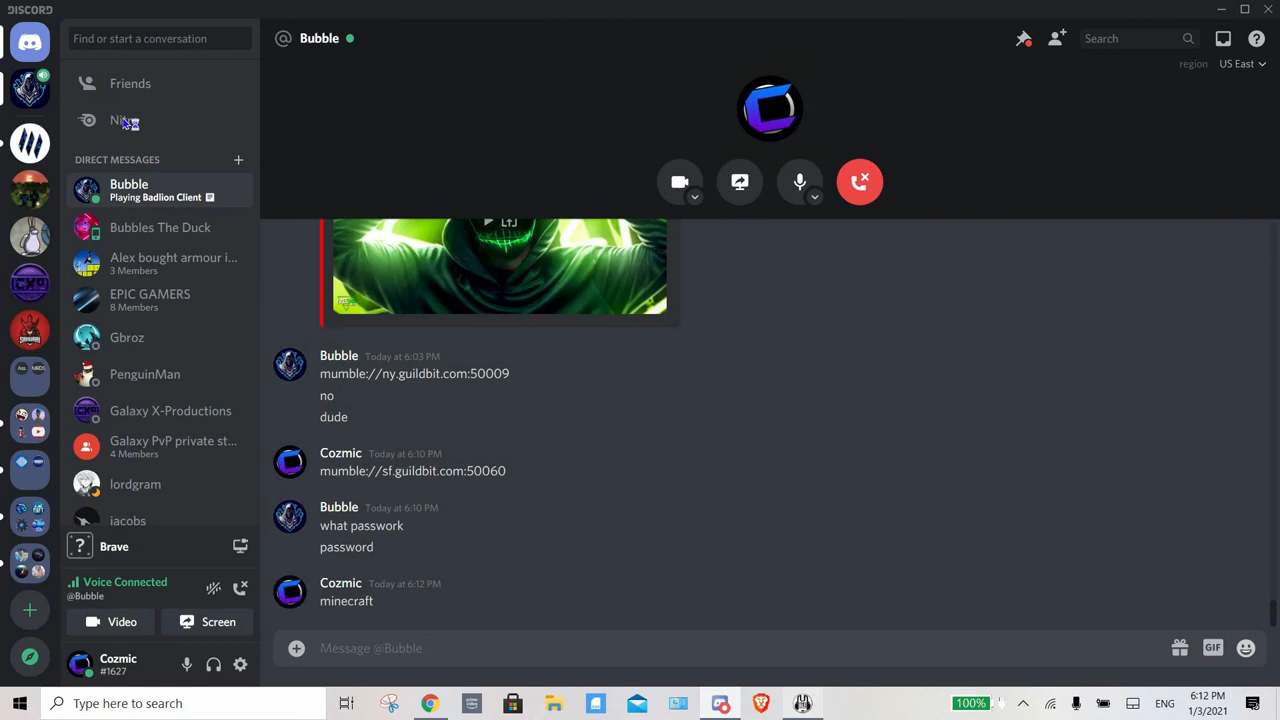 DISCORD
Find or start a conversation
Friends
DIRECT MESSAGES
Bubble
Playing Badlion Client
Bubbles The Duck
Alex bought armour i...
3 Members
EPIC GAMERS
8 Members
Gbroz
PenguinMan
Galaxy X-Productions
Galaxy PvP private st...
4 Members
lordgram
jacobs
Brave
Voice Connected
@Bubble
Video
Screen
Cozmic
#1627
Bubble
Search
region
US East
Bubble Today at 6:03 PM
mumble://ny.guildbit.com:50009
no
dude
Cozmic Today at 6:10 PM
mumble://sf.guildbit.com:50060
Bubble Today at 6:10 PM
what passwork
password
Cozmic Today at 6:12 PM
minecraft
Message @Bubble
GIF
Type here to search
100%
ENG
6:12 PM
1/3/2021